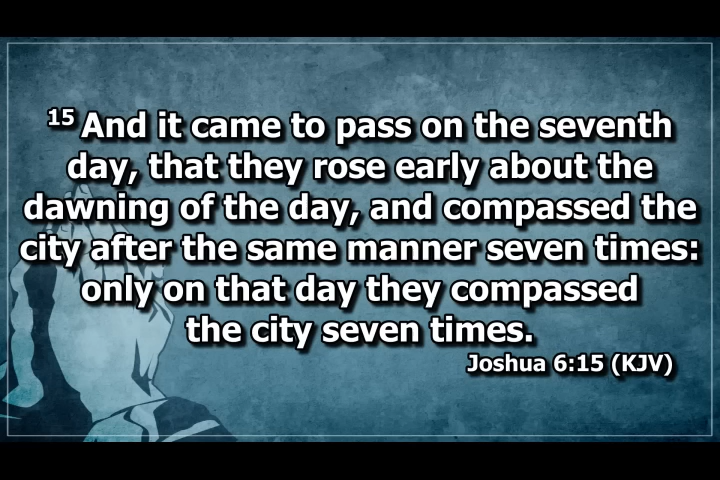 15 And it came to pass on the seventh
day, that they rose early about the
dawning of the day, and compassed the
city after the same manner seven times:
only on that day they compassed
the city seven times.
Joshua 6:15 (KJV)